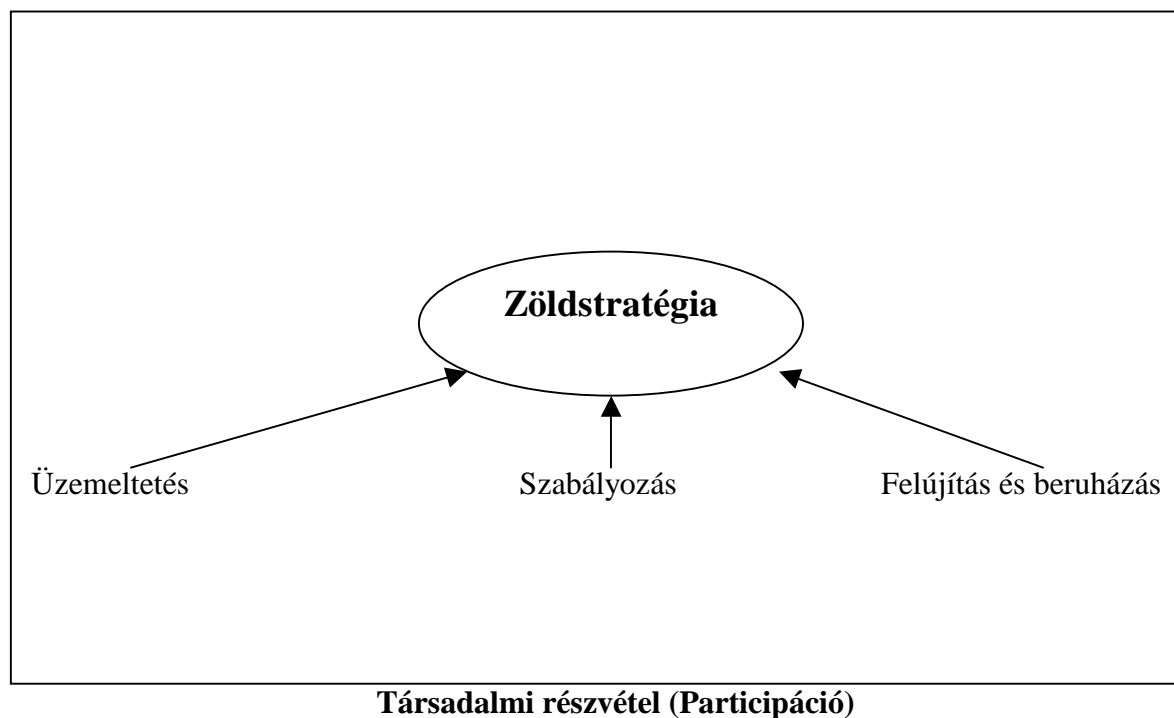 Zöldstratégia
Üzemeltetés Szabályozás Felújítás és beruházás
Társadalmi részvétel (Participáció)